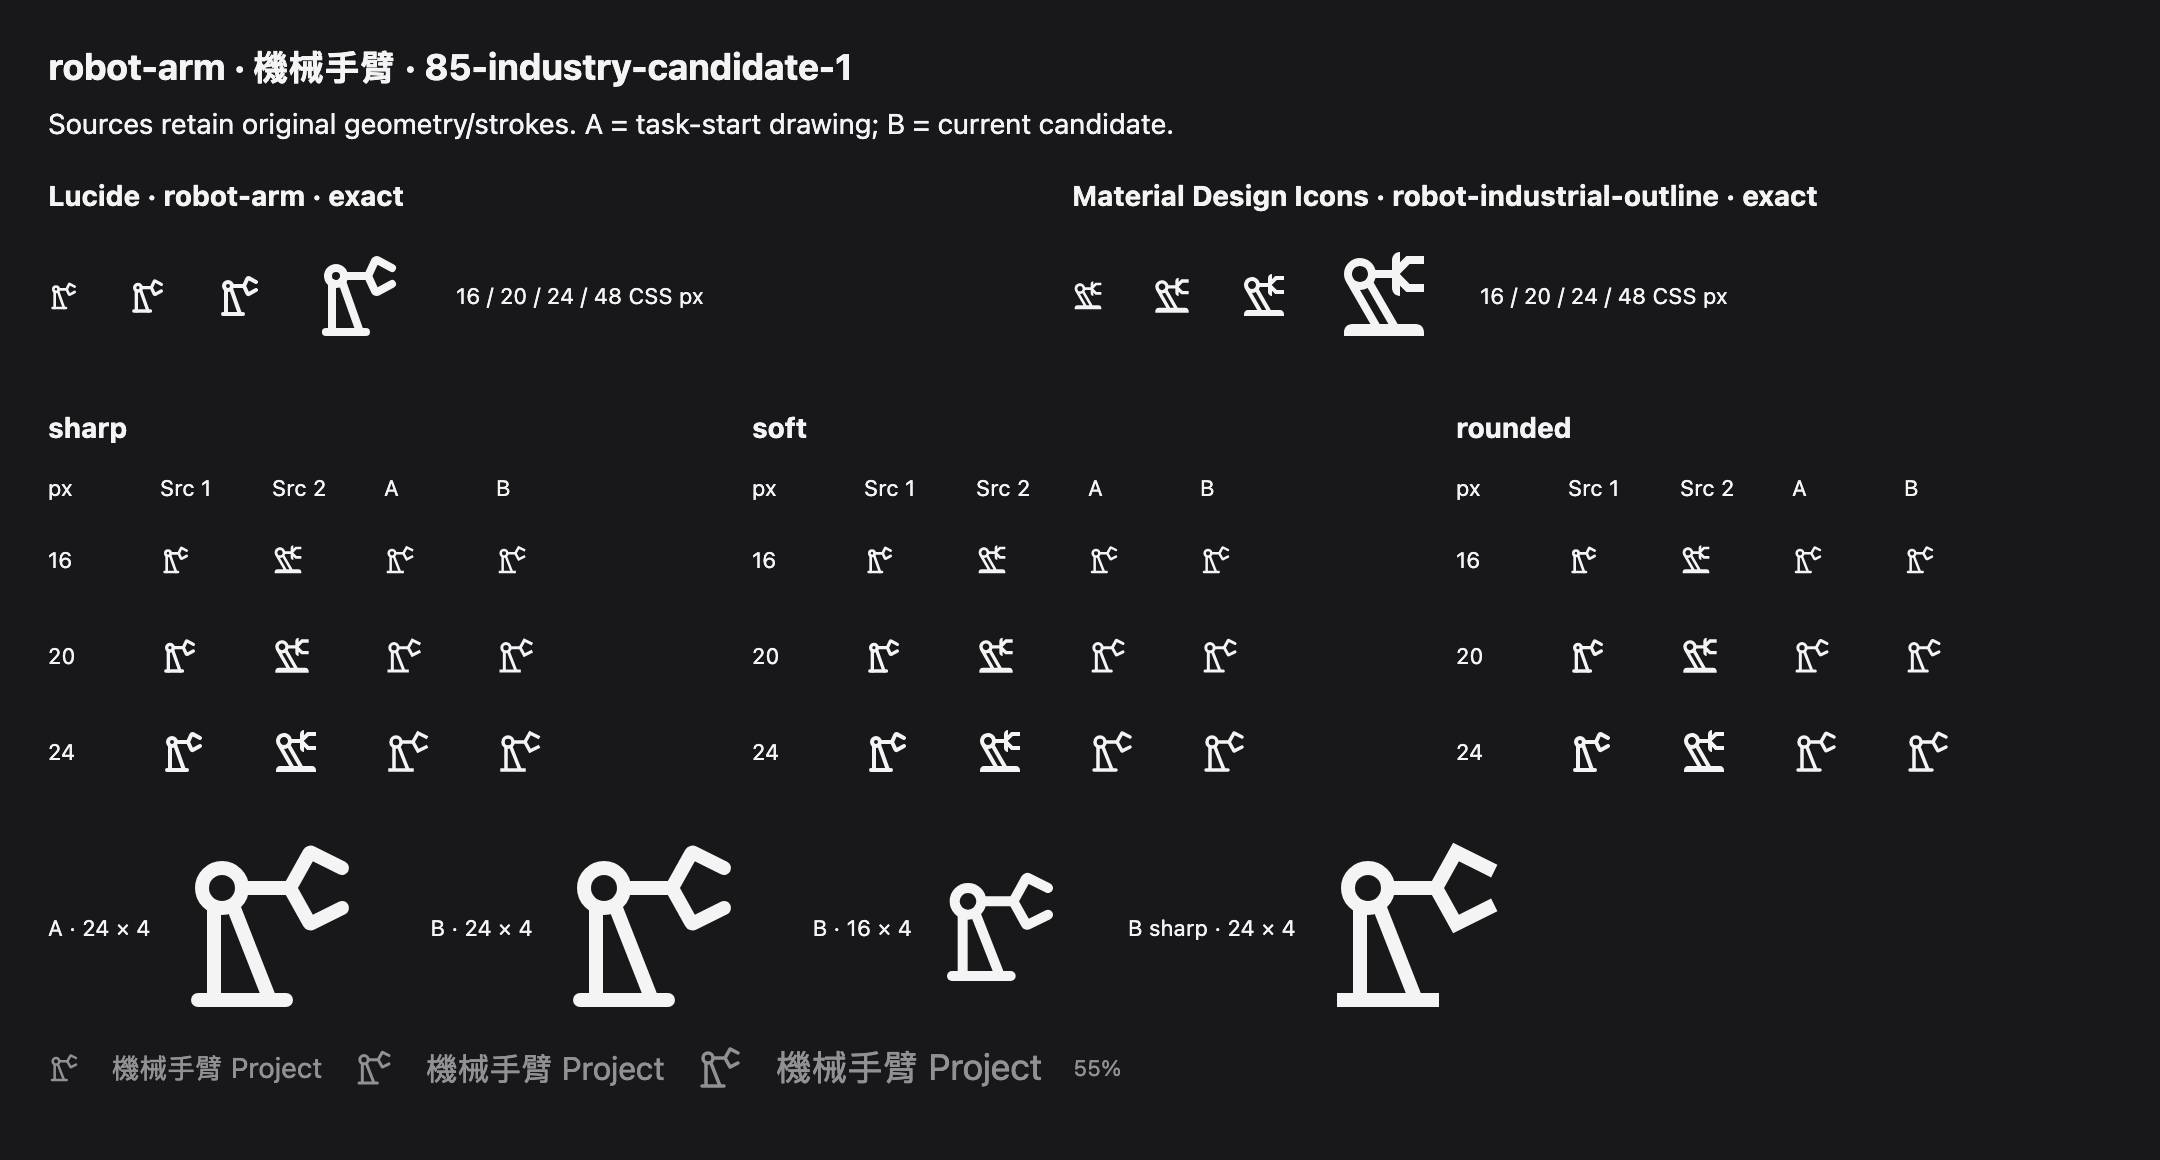 robot-arm · 機械手臂 · 85-industry-candidate-1
Sources retain original geometry/strokes. A = task-start drawing; B = current candidate.
Lucide · robot-arm · exact
Material Design Icons · robot-industrial-outline · exact
16 / 20 / 24 / 48 CSS px
16 / 20 / 24 / 48 CSS px
sharp
soft
rounded
px Src 1 Src 2 A B
px Src 1 Src 2 A B
px Src 1 Src 2 A B
16
16
16
20
20
20
24
24
24
A · 24 × 4
B · 24 × 4
B · 16 × 4
B sharp · 24 × 4
機械手臂 Project
機械手臂 Project
機械手臂 Project
55%